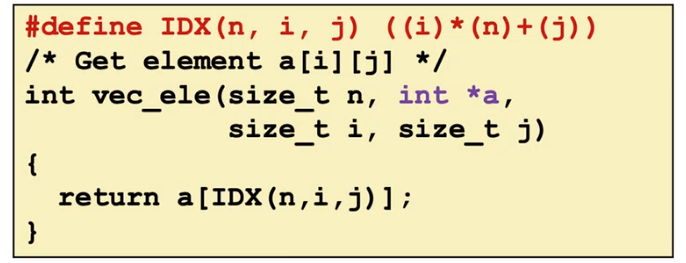 #define IDX(n, i, j) ((i)*(n)+(j))
/* Get element a[i][j] */
int vec_ele(size_t n, int *a,
            size_t i, size_t j)
{
  return a[IDX(n,i,j)];
}